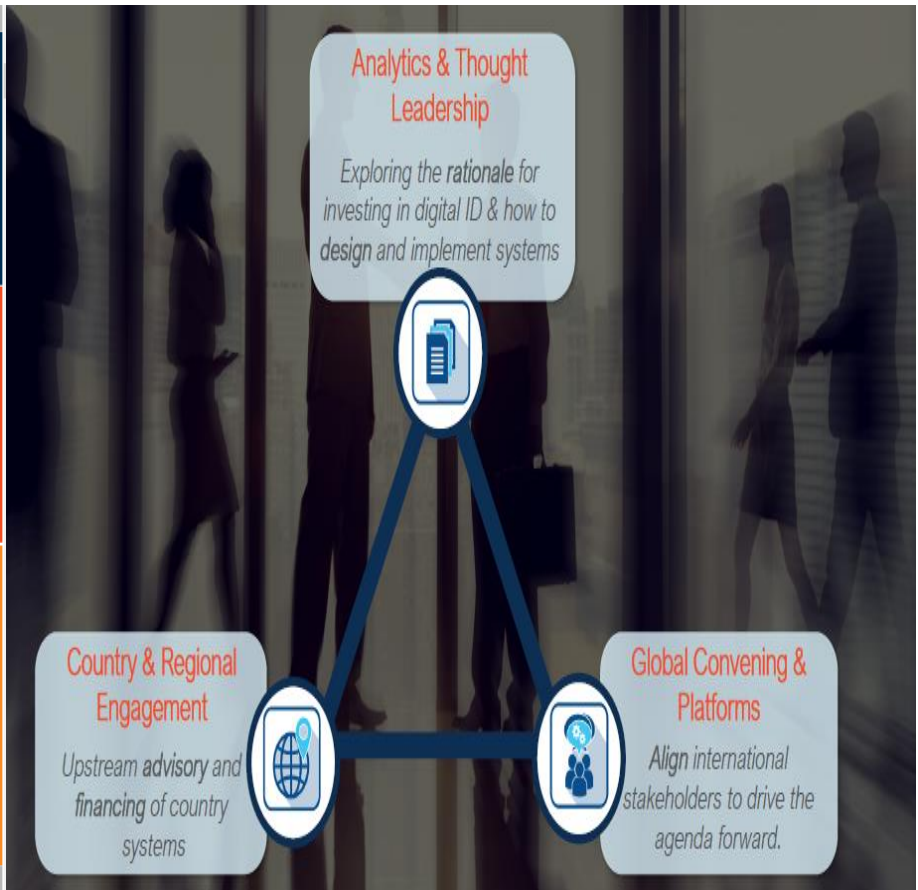 Analytics & Thought
Leadership
Exploring the rationale for
investing in digital ID & how to
design and implement systems
Country & Regional
Engagement
Upstream advisory and
financing of country
systems
Global Convening &
Platforms
Align international
stakeholders to drive the
agenda forward.